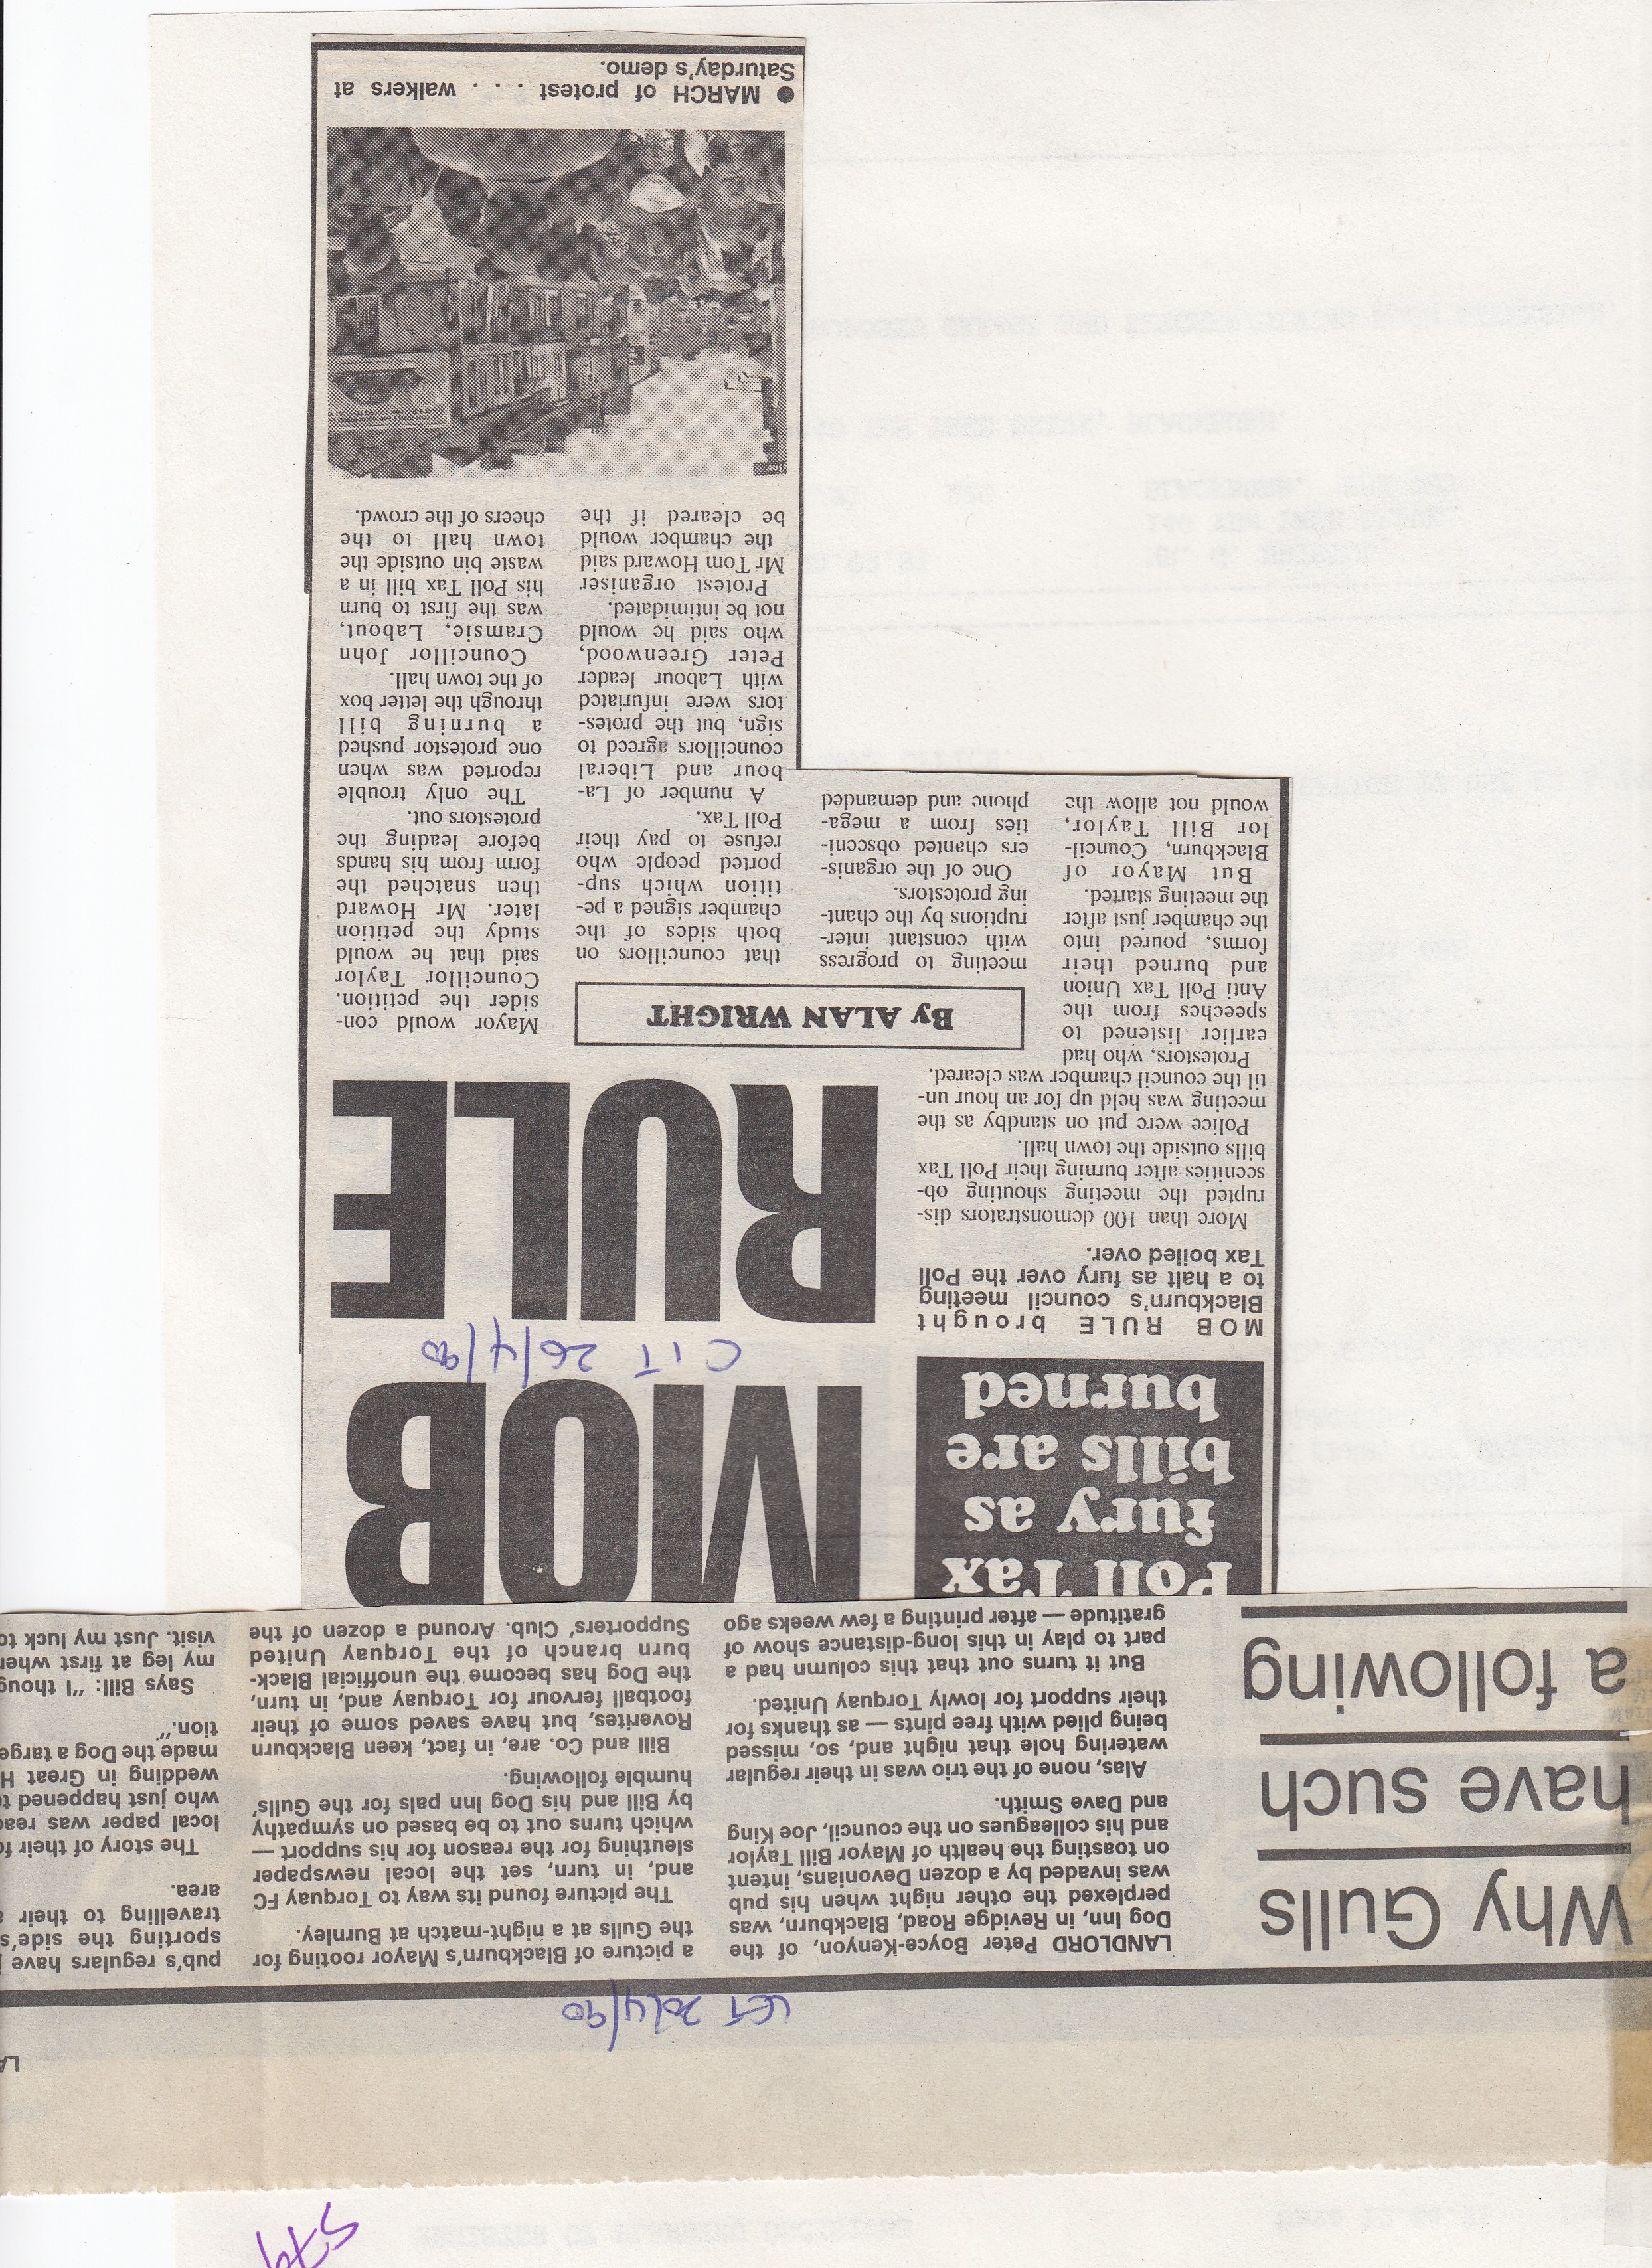 LA
LET 20/4/90
Why Gulls
have such
a following
LANDLORD Peter Boyce-Kenyon, of the
Dog Inn, in Revidge Road, Blackburn, was
perplexed the other night when his pub
was invaded by a dozen Devonians, intent
on toasting the health of Mayor Bill Taylor
and his colleagues on the council, Joe King
and Dave Smith.
Alas, none of the trio was in their regular
watering hole that night and, so, missed
being plied with free pints — as thanks for
their support for lowly Torquay United.
But it turns out that this column had a
part to play in this long-distance show of
gratitude — after printing a few weeks ago
a picture of Blackburn's Mayor rooting for
the Gulls at a night-match at Burnley.
The picture found its way to Torquay FC
and, in turn, set the local newspaper
sleuthing for the reason for his support —
which turns out to be based on sympathy
by Bill and his Dog Inn pals for the Gulls'
humble following.
Bill and Co. are, in fact, keen Blackburn
Roverites, but have saved some of their
football fervour for Torquay and, in turn,
the Dog has become the unofficial Black-
burn branch of the Torquay United
Supporters' Club. Around a dozen of the
pub's regulars have
sporting the side's
travelling to their
area.
The story of their f
local paper was rea
who just happened t
wedding in Great H
made the Dog a targe
tion."
Says Bill: "I thoug
my leg at first when
visit. Just my luck to
Poll Tax
fury as
bills are
burned
MOB
C I T 26/4/90
RULE
MOB RULE brought
Blackburn's council meeting
to a halt as fury over the Poll
Tax boiled over.
More than 100 demonstrators dis-
rupted the meeting shouting ob-
scenities after burning their Poll Tax
bills outside the town hall.
Police were put on standby as the
meeting was held up for an hour un-
til the council chamber was cleared.
Protestors, who had
earlier listened to
speeches from the
Anti Poll Tax Union
and burned their
forms, poured into
the chamber just after
the meeting started.
But Mayor of
Blackburn, Council-
lor Bill Taylor,
would not allow the
By ALAN WRIGHT
meeting to progress
with constant inter-
ruptions by the chant-
ing protestors.
One of the organis-
ers chanted obsceni-
ties from a mega-
phone and demanded
that councillors on
both sides of the
chamber signed a pe-
tition which sup-
ported people who
refuse to pay their
Poll Tax.
A number of La-
bour and Liberal
councillors agreed to
sign, but the protes-
tors were infuriated
with Labour leader
Peter Greenwood,
who said he would
not be intimidated.
Protest organiser
Mr Tom Howard said
the chamber would
be cleared if the
Mayor would con-
sider the petition.
Councillor Taylor
said that he would
study the petition
later. Mr Howard
then snatched the
form from his hands
before leading the
protestors out.
The only trouble
reported was when
one protestor pushed
a burning bill
through the letter box
of the town hall.
Councillor John
Cramsie, Labout,
was the first to burn
his Poll Tax bill in a
waste bin outside the
town hall to the
cheers of the crowd.
● MARCH of protest . . . walkers at
Saturday's demo.